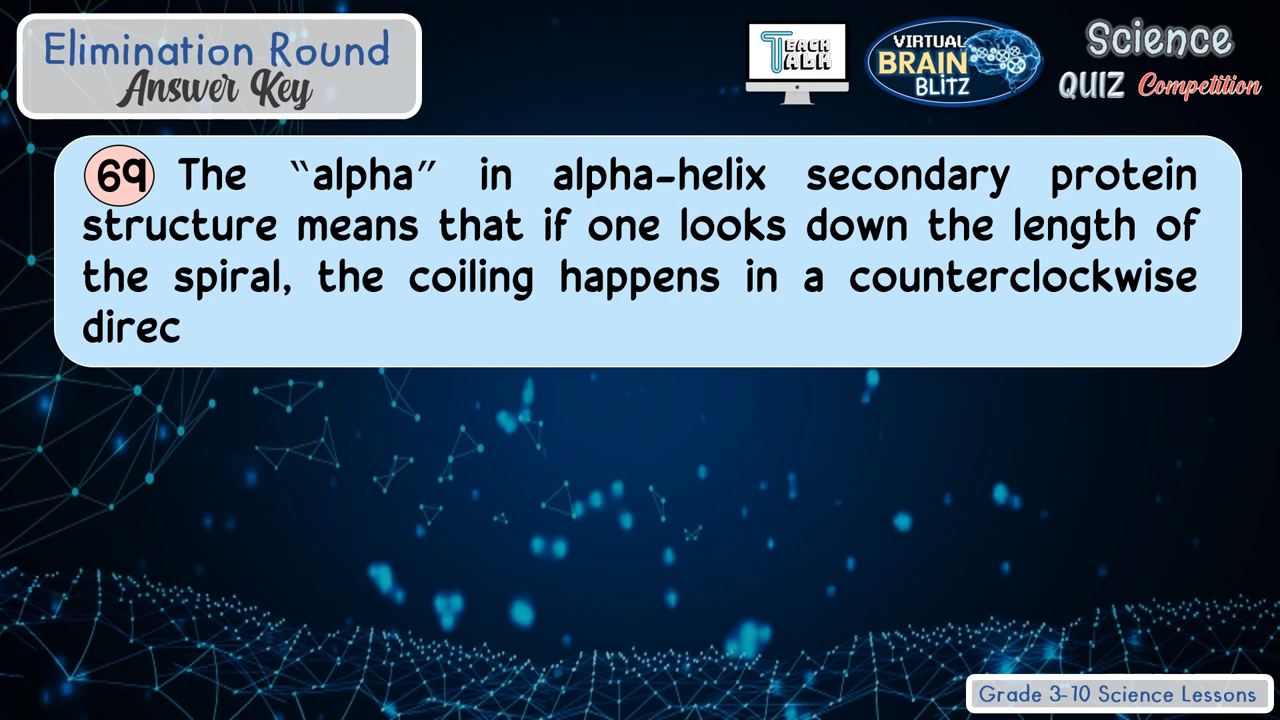 Elimination Round
Answer Key
TEACH
TALK
VIRTUAL
BRAIN
BLITZ
Science
QUIZ Competition
69 The “alpha” in alpha-helix secondary protein
structure means that if one looks down the length of
the spiral, the coiling happens in a counterclockwise
direc
Grade 3-10 Science Lessons